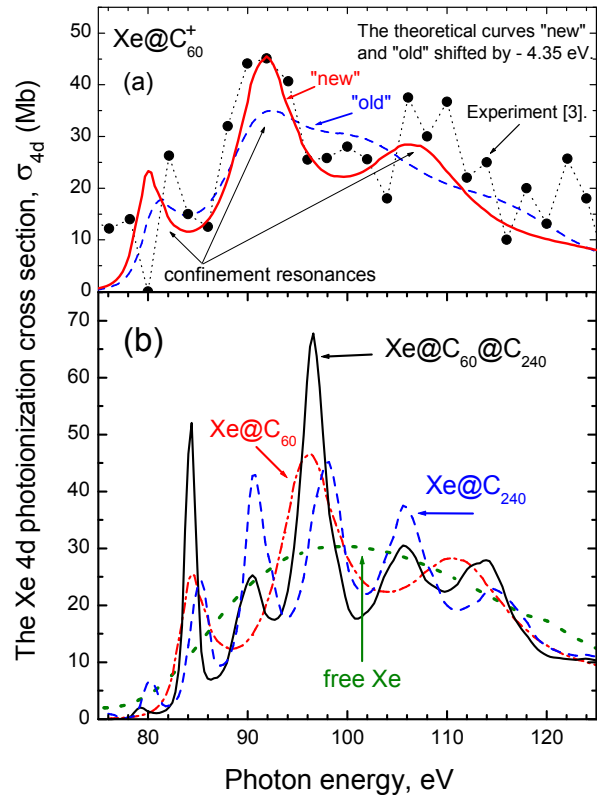 Xe@C₆₀⁺
The theoretical curves "new"
and "old" shifted by - 4.35 eV.
(a)
"new"
"old"
Experiment [3].
confinement resonances
50
40
30
20
10
0
(b)
Xe@C₆₀@C₂₄₀
Xe@C₆₀
Xe@C₂₄₀
free Xe
70
60
50
40
30
20
10
0
80 90 100 110 120
Photon energy, eV
The Xe 4d photoionization cross section, σ₄d (Mb)